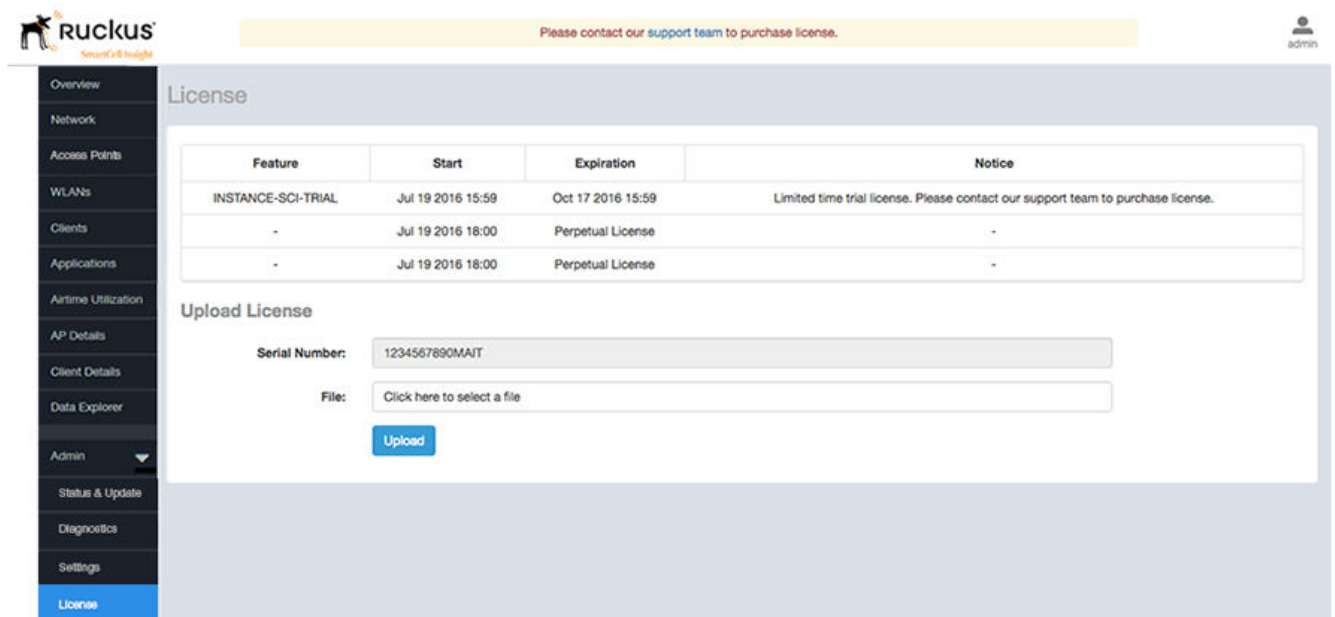 Ruckus
SmartCell Insight
Please contact our support team to purchase license.
admin
Overview
Network
Access Points
WLANs
Clients
Applications
Airtime Utilization
AP Details
Client Details
Data Explorer
Admin
Status & Update
Diagnostics
Settings
License
License
Feature Start Expiration Notice
INSTANCE-SCI-TRIAL Jul 19 2016 15:59 Oct 17 2016 15:59 Limited time trial license. Please contact our support team to purchase license.
- Jul 19 2016 18:00 Perpetual License -
- Jul 19 2016 18:00 Perpetual License -
Upload License
Serial Number: 1234567890MAIT
File: Click here to select a file
Upload